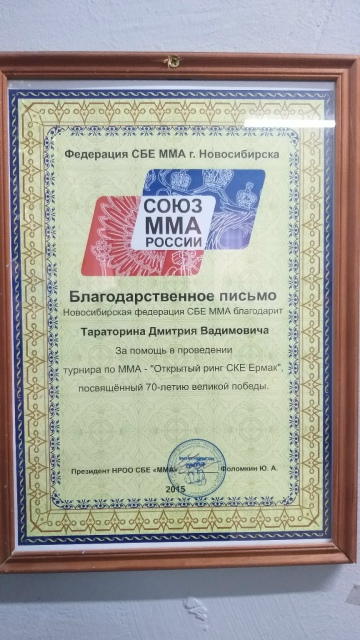 Федерация СБЕ ММА г. Новосибирска
СОЮЗ
ММА
РОССИИ
Благодарственное письмо
Новосибирская федерация СБЕ ММА благодарит
Тараторина Дмитрия Вадимовича
За помощь в проведении
турнира по ММА - "Открытый ринг СКЕ Ермак",
посвящённый 70-летию великой победы.
Президент НРОО СБЕ «ММА» Фоломкин Ю. А.
2015